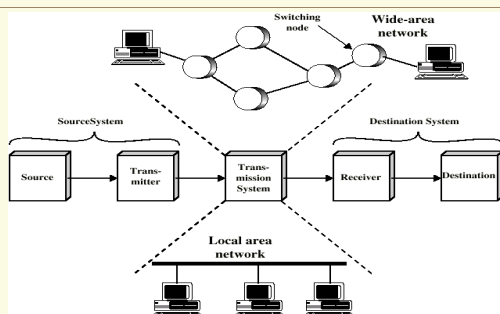 Switching
node
Wide-area
network
SourceSystem
Destination System
Source
Trans-
mitter
Trans-
mission
System
Receiver
Destination
Local area
network